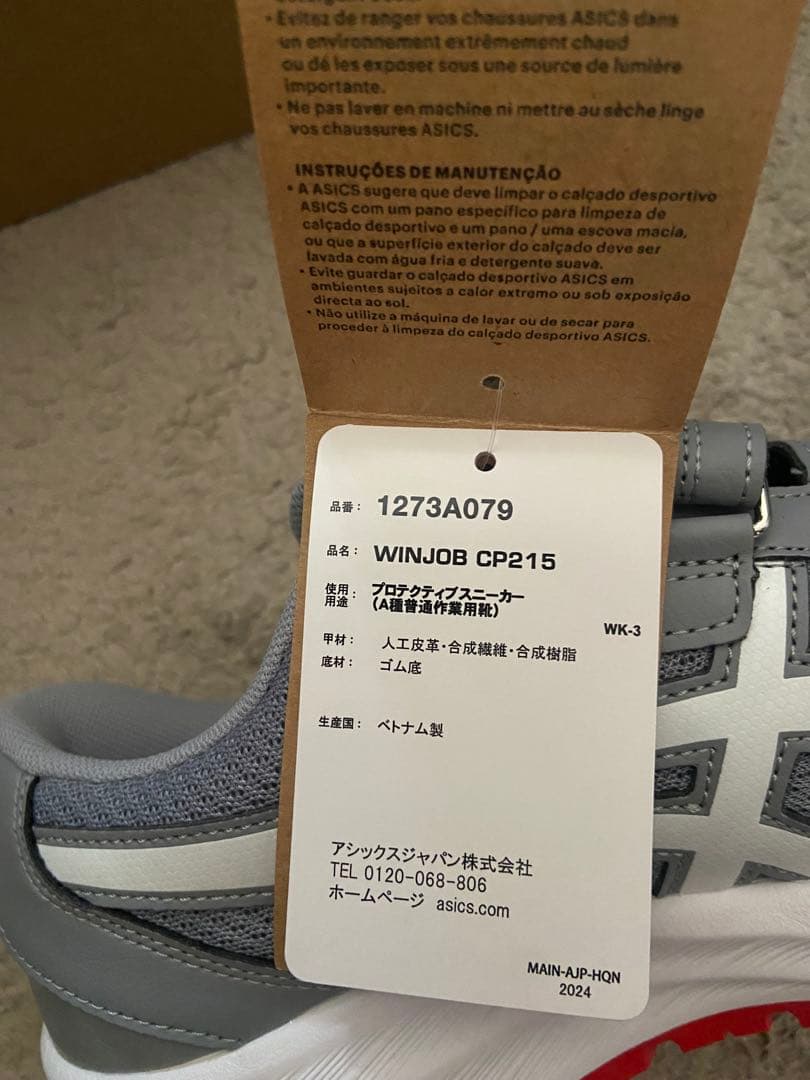 • Evitez de ranger vos chaussures ASICS dans
un environnement extrêmement chaud
ou dé les exposer sous une source de lumière
importante.
• Ne pas laver en machine ni mettre au sèche linge
vos chaussures ASICS.
INSTRUÇÕES DE MANUTENÇÃO
• A ASICS sugere que deve limpar o calçado desportivo
ASICS com um pano específico para limpeza de
calçado desportivo e um pano / uma escova macia,
ou que a superfície exterior do calçado deve ser
lavada com água fria e detergente suave.
• Evite guardar o calçado desportivo ASICS em
ambientes sujeitos a calor extremo ou sob exposição
directa ao sol.
• Não utilize a máquina de lavar ou de secar para
proceder à limpeza do calçado desportivo ASICS.
品番： 1273A079
品名： WINJOB CP215
使用用途： プロテクティブスニーカー
（A種普通作業用靴）
WK-3
甲材： 人工皮革・合成繊維・合成樹脂
底材： ゴム底
生産国： ベトナム製
アシックスジャパン株式会社
TEL 0120-068-806
ホームページ asics.com
MAIN-AJP-HQN
2024